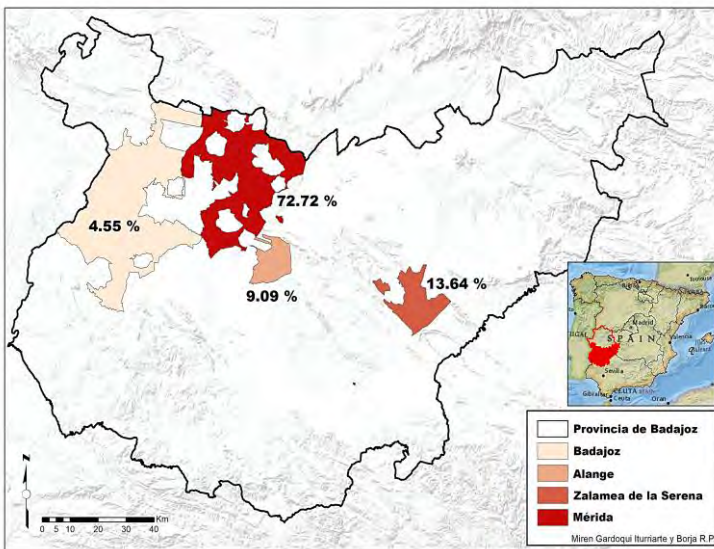 4.55 %
72.72 %
9.09 %
13.64 %
Madrid
SPAIN
Sevilla
Ceuta
Oran
N
Km
0 5 10 20 30 40
Provincia de Badajoz
Badajoz
Alange
Zalamea de la Serena
Mérida
Miren Gardoqui Iturriarte y Borja R.P